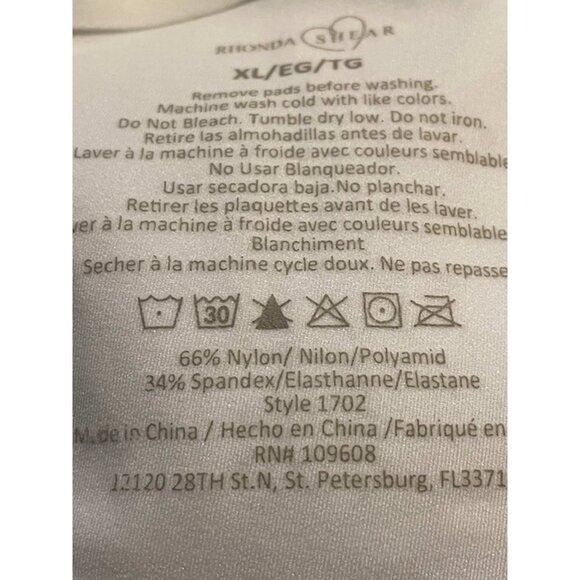 RHONDA SHEAR
XL/EG/TG
Remove pads before washing.
Machine wash cold with like colors.
Do Not Bleach. Tumble dry low. Do not iron.
Retire las almohadillas antes de lavar.
Laver à la machine à froide avec couleurs semblable
No Usar Blanqueador.
Usar secadora baja.No planchar.
Retirer les plaquettes avant de les laver.
ver à la machine à froide avec couleurs semblable
Blanchiment
Secher à la machine cycle doux. Ne pas repasse
30
66% Nylon/ Nilon/Polyamid
34% Spandex/Elasthanne/Elastane
Style 1702
Made in China / Hecho en China /Fabriqué en
RN# 109608
12120 28TH St.N, St. Petersburg, FL3371